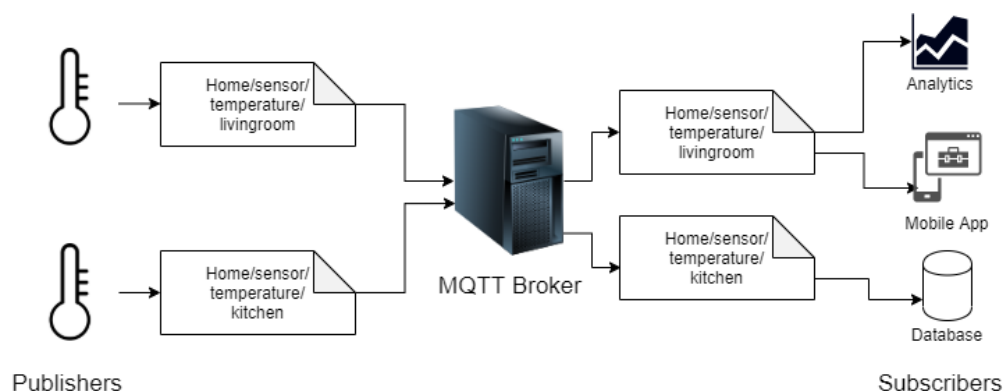 Home/sensor/
temperature/
livingroom
Home/sensor/
temperature/
kitchen
MQTT Broker
Home/sensor/
temperature/
livingroom
Home/sensor/
temperature/
kitchen
Analytics
Mobile App
Database
Publishers
Subscribers